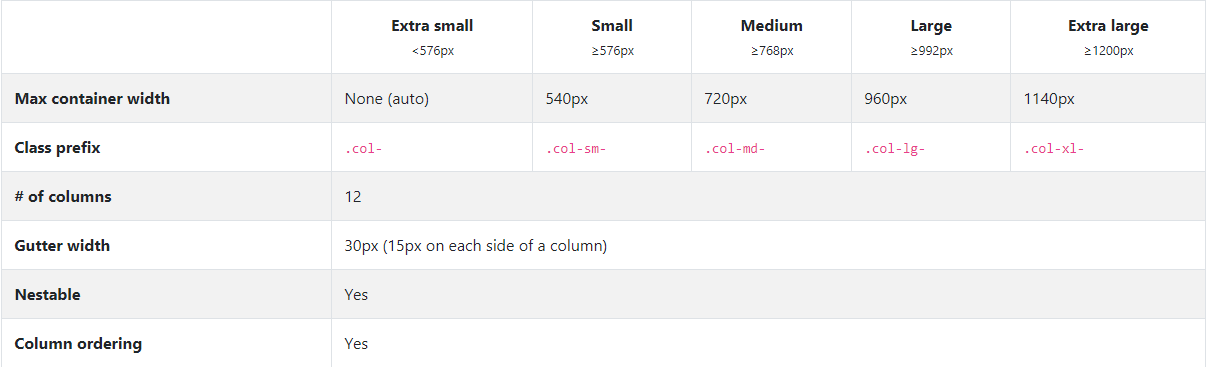 Extra small Small Medium Large Extra large
<576px ≥576px ≥768px ≥992px ≥1200px
Max container width None (auto) 540px 720px 960px 1140px
Class prefix .col- .col-sm- .col-md- .col-lg- .col-xl-
# of columns 12
Gutter width 30px (15px on each side of a column)
Nestable Yes
Column ordering Yes